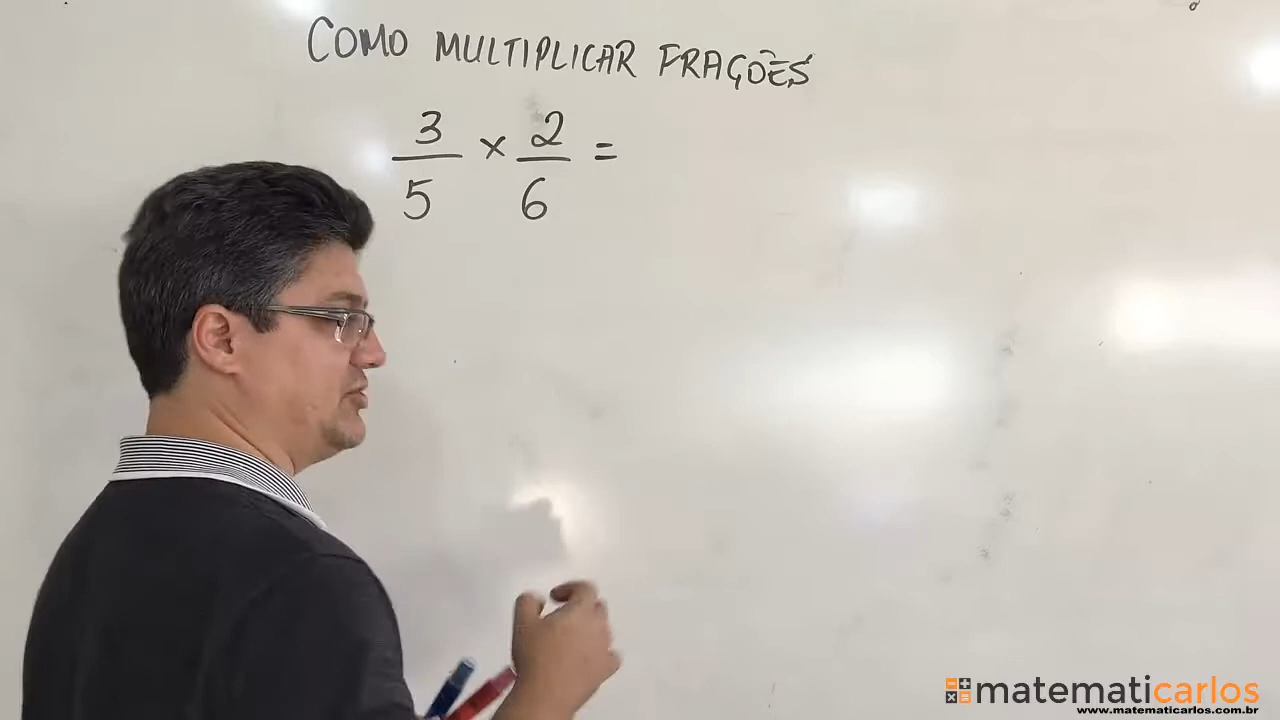 COMO MULTIPLICAR FRAÇÕES
3/5 × 2/6 =
matematicarlos
www.matematicarlos.com.br